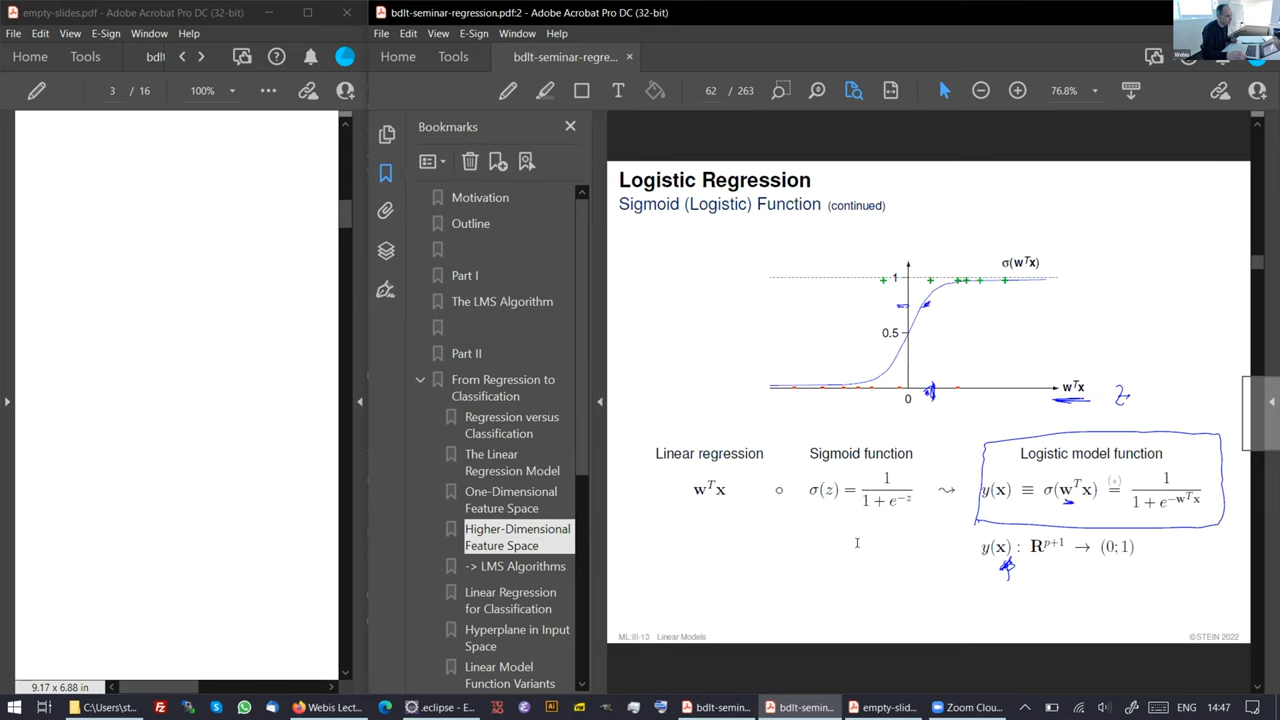 empty-slides.pdf - Adobe Acrobat Pro DC (32-bit)
bdlt-seminar-regression.pdf:2 - Adobe Acrobat Pro DC (32-bit)
File Edit View E-Sign Window Help
File Edit View E-Sign Window Help
Webis
Home Tools bdlt
Home Tools bdlt-seminar-regre... ×
3 / 16 100%
62 / 263 76.8%
Bookmarks
Motivation
Outline
Part I
The LMS Algorithm
Part II
From Regression to
Classification
Regression versus
Classification
The Linear
Regression Model
One-Dimensional
Feature Space
Higher-Dimensional
Feature Space
-> LMS Algorithms
Linear Regression
for Classification
Hyperplane in Input
Space
Linear Model
Function Variants
Logistic Regression
Sigmoid (Logistic) Function (continued)
σ(wᵀx)
1
0.5
0
wᵀx z
Linear regression Sigmoid function Logistic model function
wᵀx ∘ σ(z) = 1 / (1 + e^{−z}) ⇝ y(x) ≡ σ(wᵀx) (⋆)= 1 / (1 + e^{−wᵀx})
y(x) : R^{p+1} → (0; 1)
ML:III-13 Linear Models
© STEIN 2022
9.17 x 6.88 in
C:\Users\st... Webis Lect... .eclipse - E... bdlt-semin... bdlt-semin... empty-slid... Zoom Clou... ENG 14:47